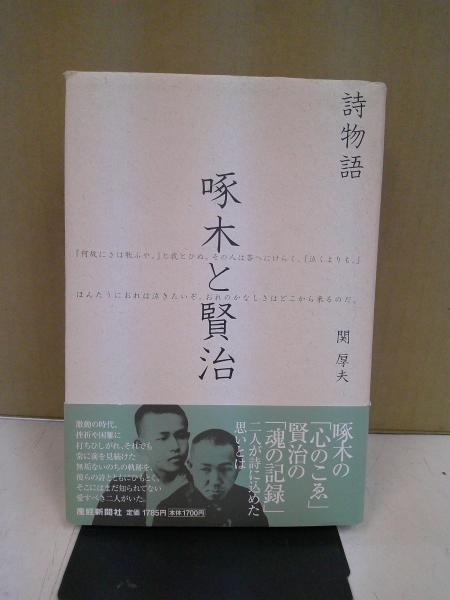 詩物語
啄木と賢治
『何故にさは歌ふや。』と我とひぬ。その人は答へにけらく、『泣くよりも。』
ほんたうにおれは泣きたいぞ。おれのかなしさはどこから来るのだ。
関 厚夫
啄木の
「心のこゑ」
賢治の
「魂の記録」
二人が詩に込めた
思いとは
激動の時代、
挫折や困難に
打ちひしがれ、それでも
常に前を見続けた
無垢ないのちの軌跡を、
彼らの詩とともにひもとく。
そこにはまだ知られてない
愛すべき二人がいた。
産経新聞社 定価 1785円 本体1700円